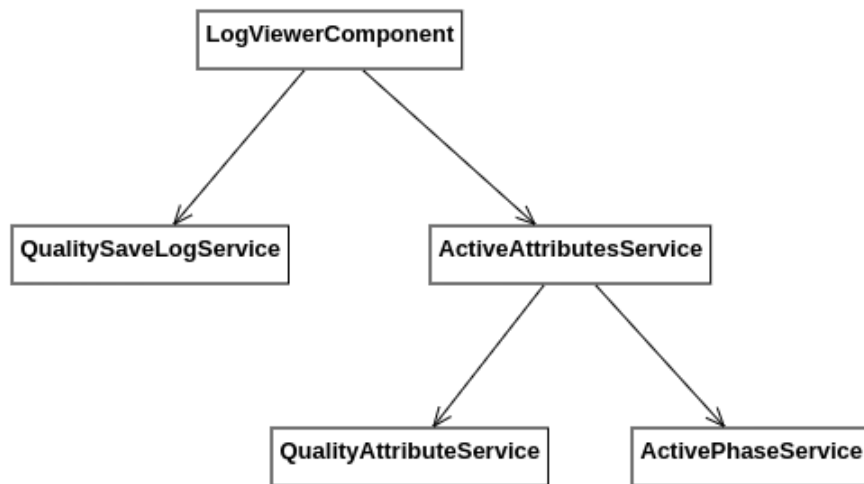 LogViewerComponent
QualitySaveLogService
ActiveAttributesService
QualityAttributeService
ActivePhaseService